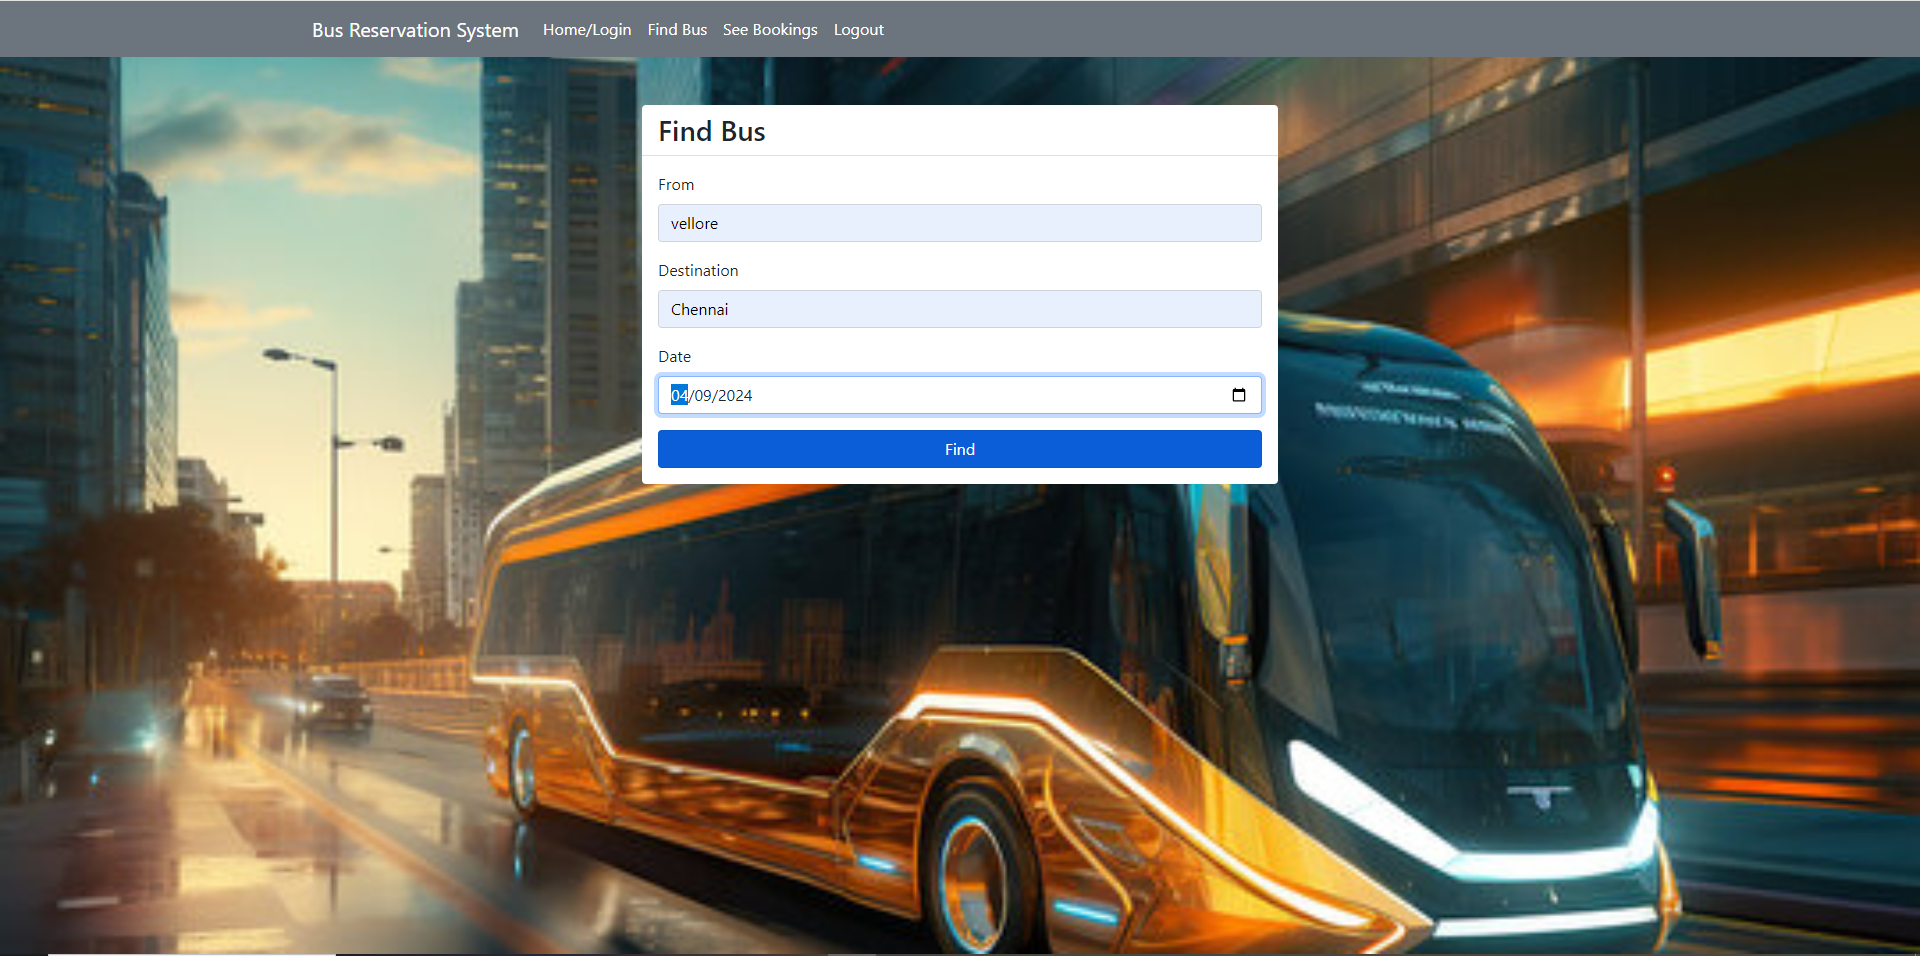 Bus Reservation System Home/Login Find Bus See Bookings Logout
Find Bus
From
vellore
Destination
Chennai
Date
04/09/2024
Find